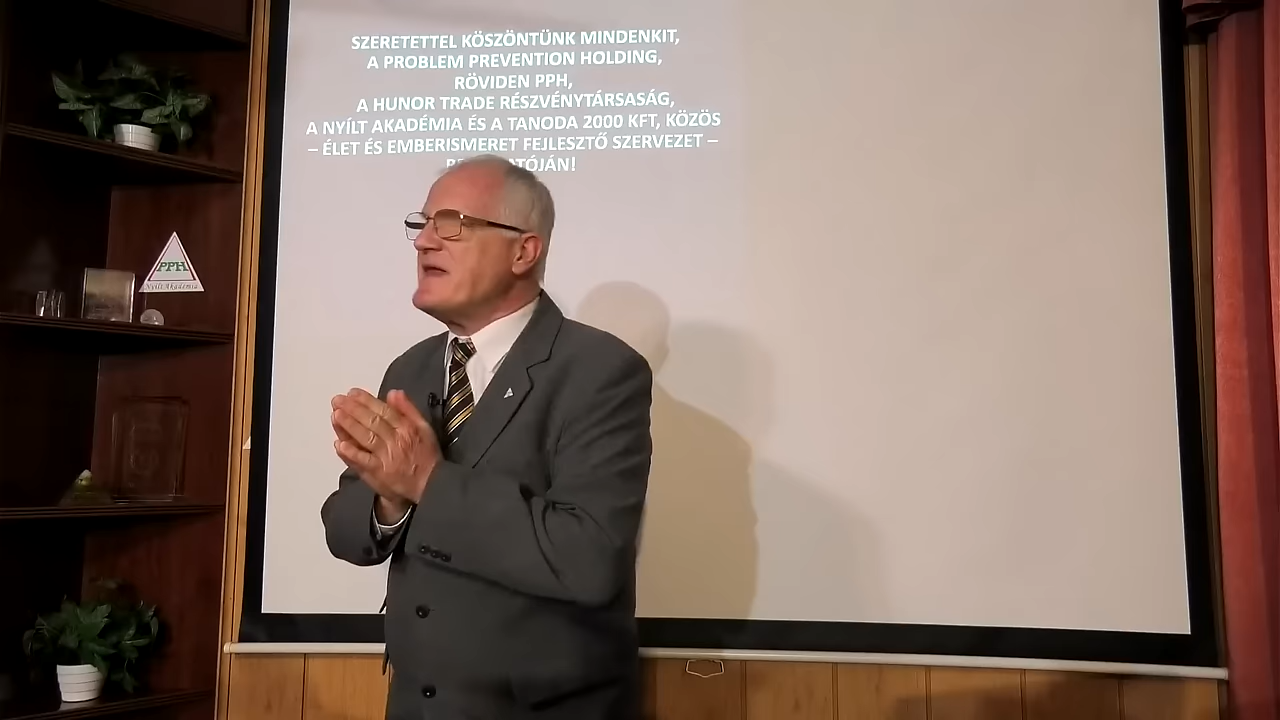 SZERETETTEL KÖSZÖNTÜNK MINDENKIT,
A PROBLEM PREVENTION HOLDING,
RÖVIDEN PPH,
A HUNOR TRADE RÉSZVÉNYTÁRSASÁG,
A NYÍLT AKADÉMIA ÉS A TANODA 2000 KFT, KÖZÖS
– ÉLET ÉS EMBERISMERET FEJLESZTŐ SZERVEZET –
PPH
Nyílt Akadémia